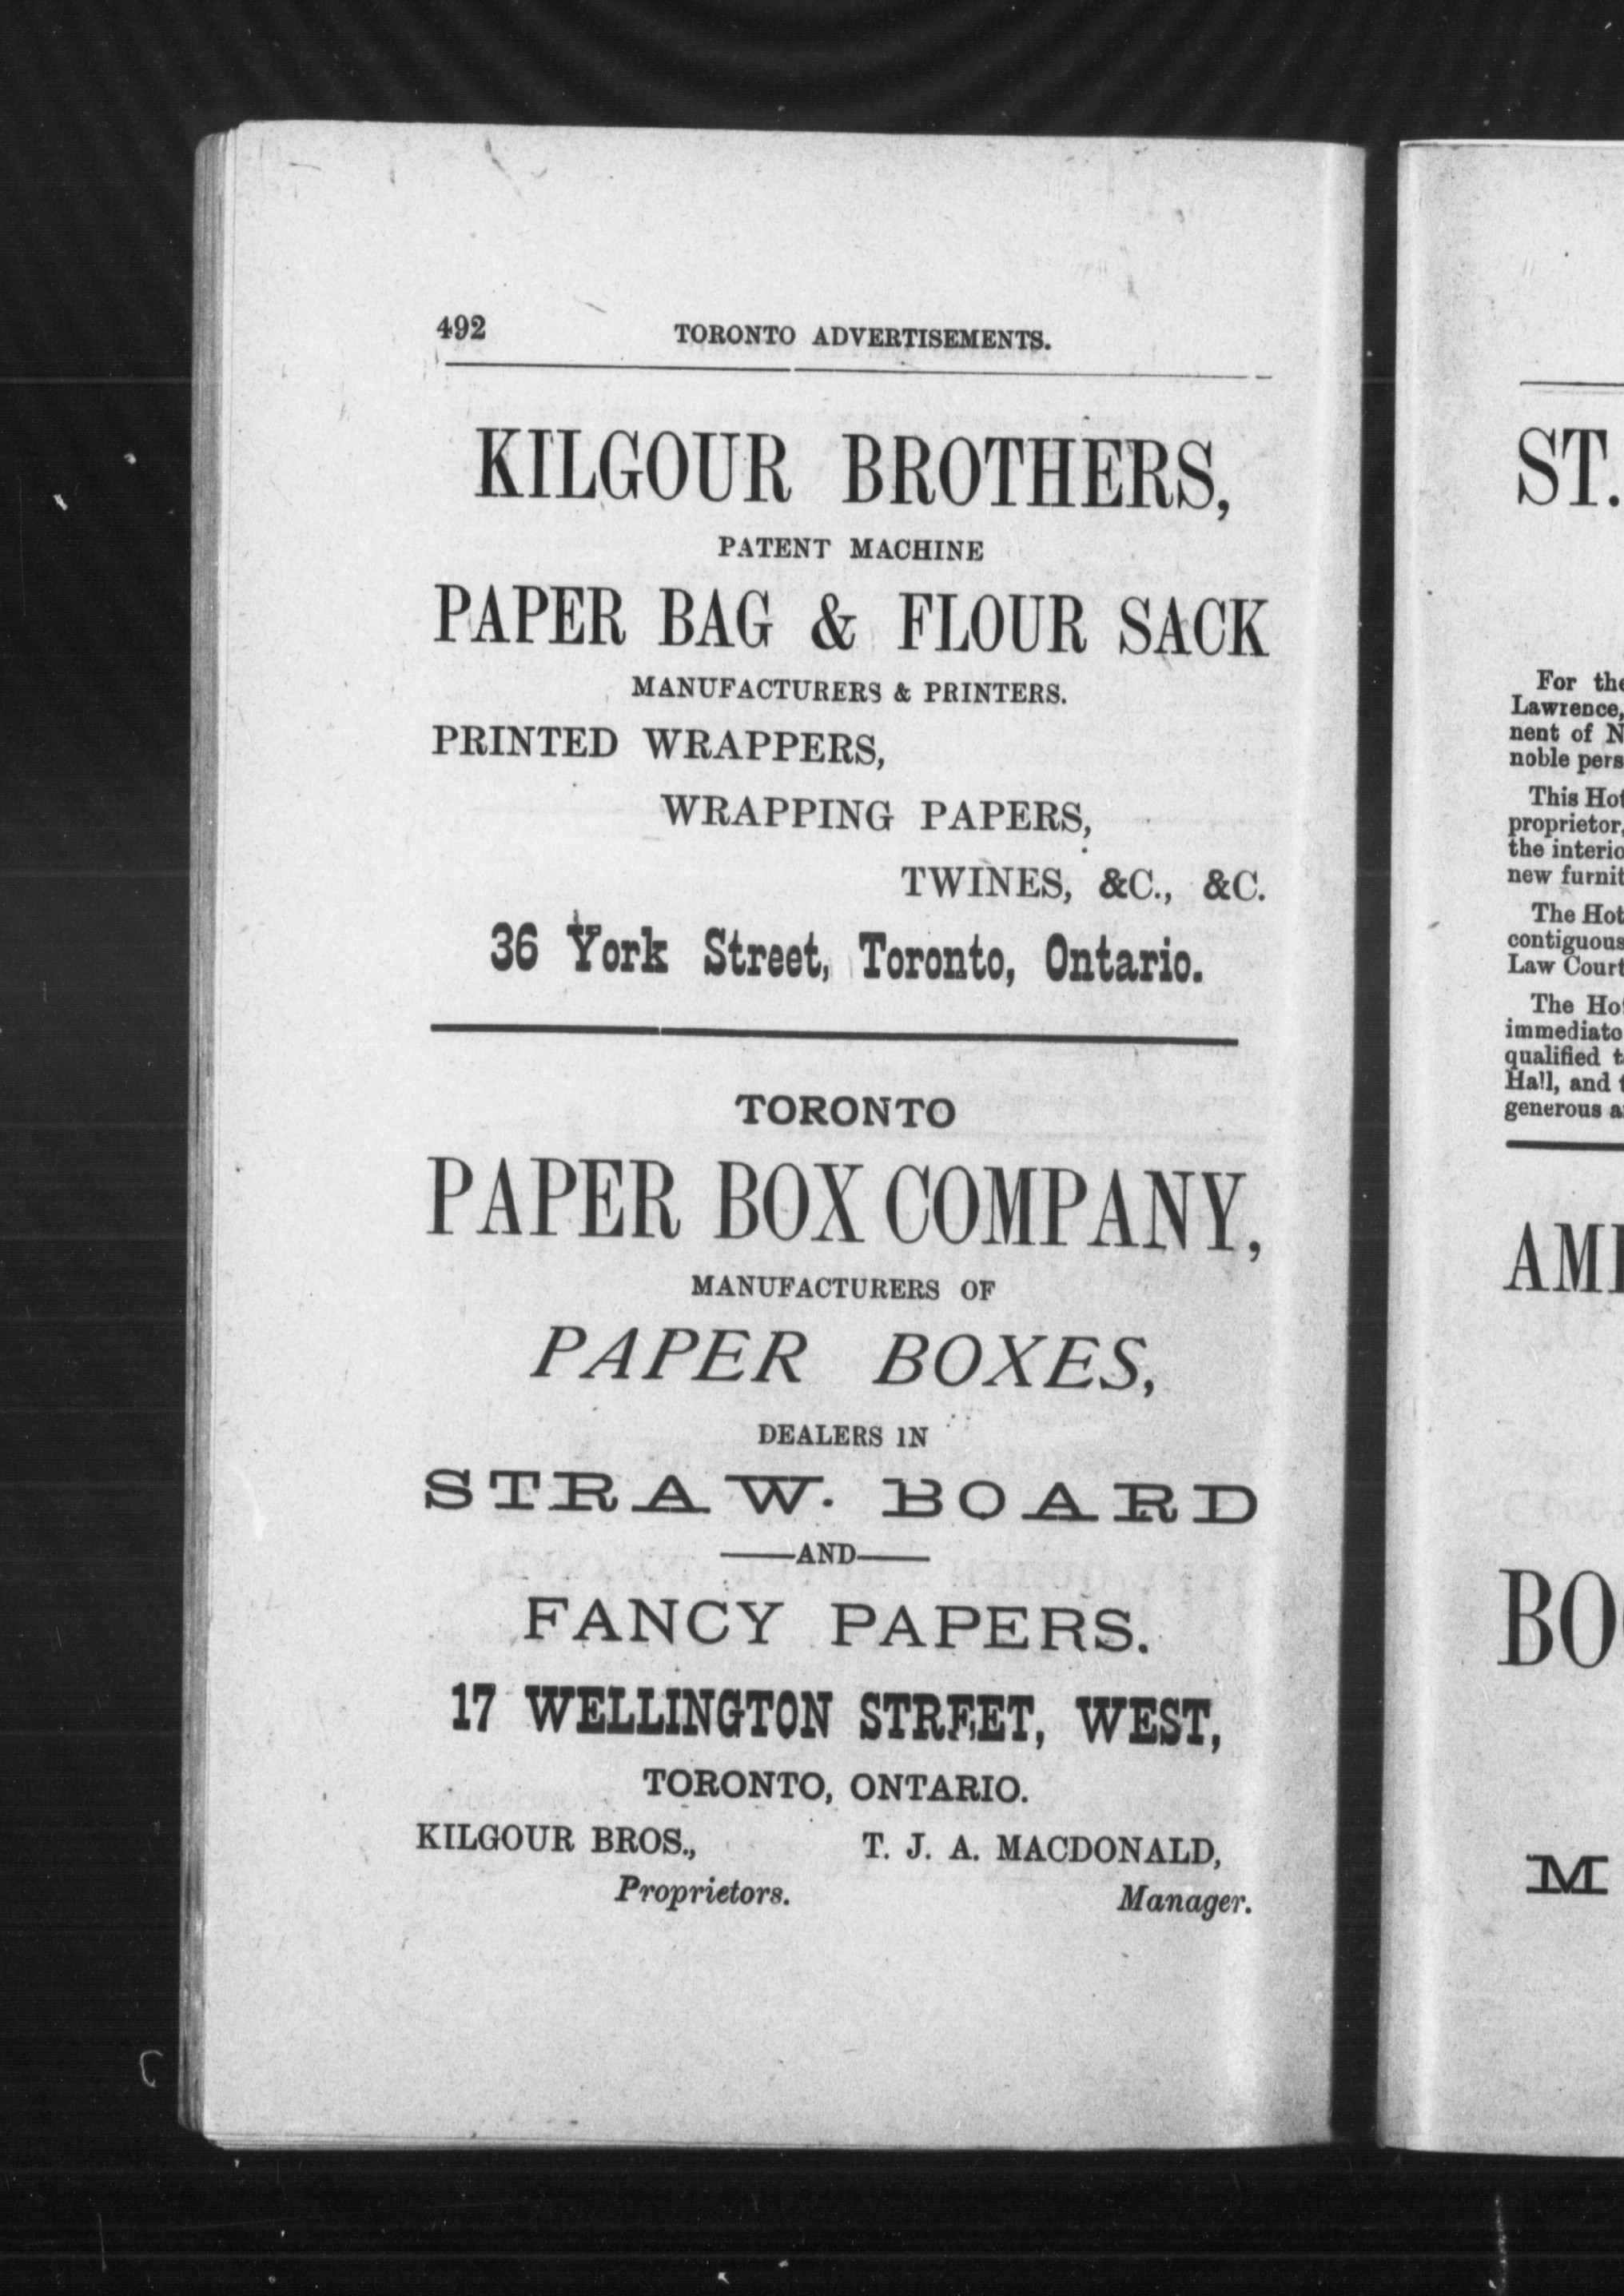 492 TORONTO ADVERTISEMENTS.
KILGOUR BROTHERS,
PATENT MACHINE
PAPER BAG & FLOUR SACK
MANUFACTURERS & PRINTERS.
PRINTED WRAPPERS,
WRAPPING PAPERS,
TWINES, &C., &C.
36 York Street, Toronto, Ontario.
TORONTO
PAPER BOX COMPANY,
MANUFACTURERS OF
PAPER BOXES,
DEALERS IN
STRAW. BOARD
AND
FANCY PAPERS.
17 WELLINGTON STREET, WEST,
TORONTO, ONTARIO.
KILGOUR BROS., T. J. A. MACDONALD,
Proprietors. Manager.
ST.
For the
Lawrence,
nent of N
noble pers
This Hot
proprietor,
the interio
new furnit
The Hot
contiguous
Law Court
The Hot
immediate
qualified t
Hall, and t
generous a
AM
BO
M